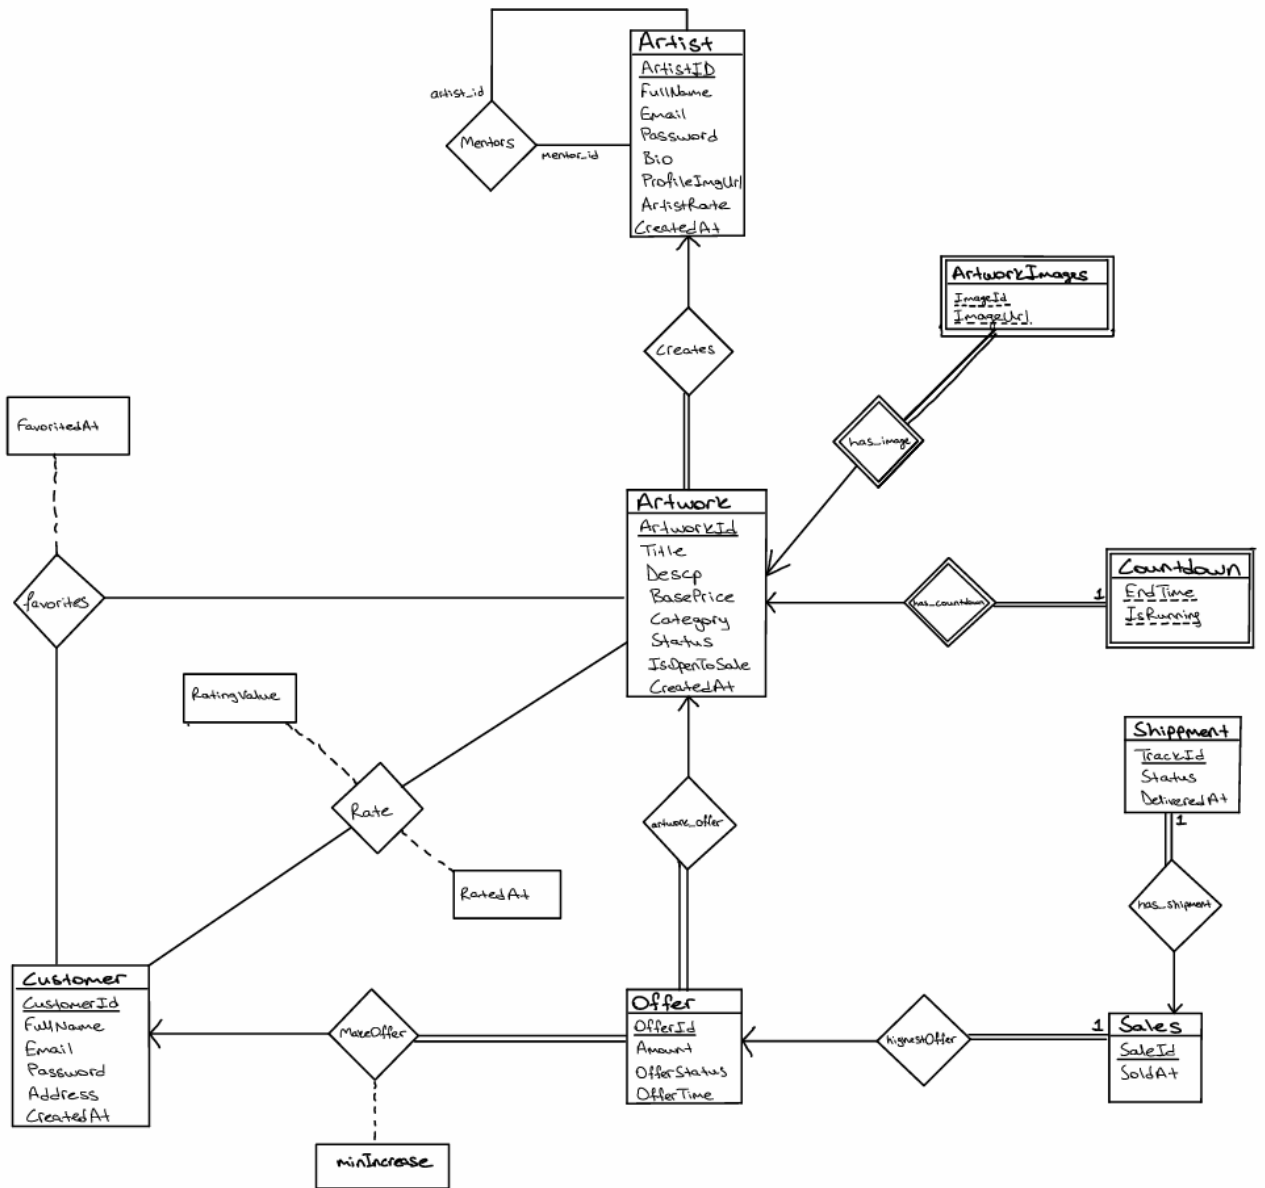 Artist
ArtistID
FullName
Email
Password
Bio
ProfileImgUrl
ArtistRate
CreatedAt
artist_id
Mentors
mentor_id
Creates
ArtworkImages
ImageId
ImageUrl
has_image
FavoritedAt
favorites
Artwork
ArtworkId
Title
Descp
BasePrice
Category
Status
IsOpenToSale
CreatedAt
has_countdown
1
Countdown
EndTime
IsRunning
RatingValue
Rate
RatedAt
artwork_offer
Shippment
TrackId
Status
DeliveredAt
1
has_shipment
Customer
CustomerId
FullName
Email
Password
Address
CreatedAt
MakeOffer
minIncrease
Offer
OfferId
Amount
OfferStatus
OfferTime
highestOffer
1
Sales
SaleId
SoldAt